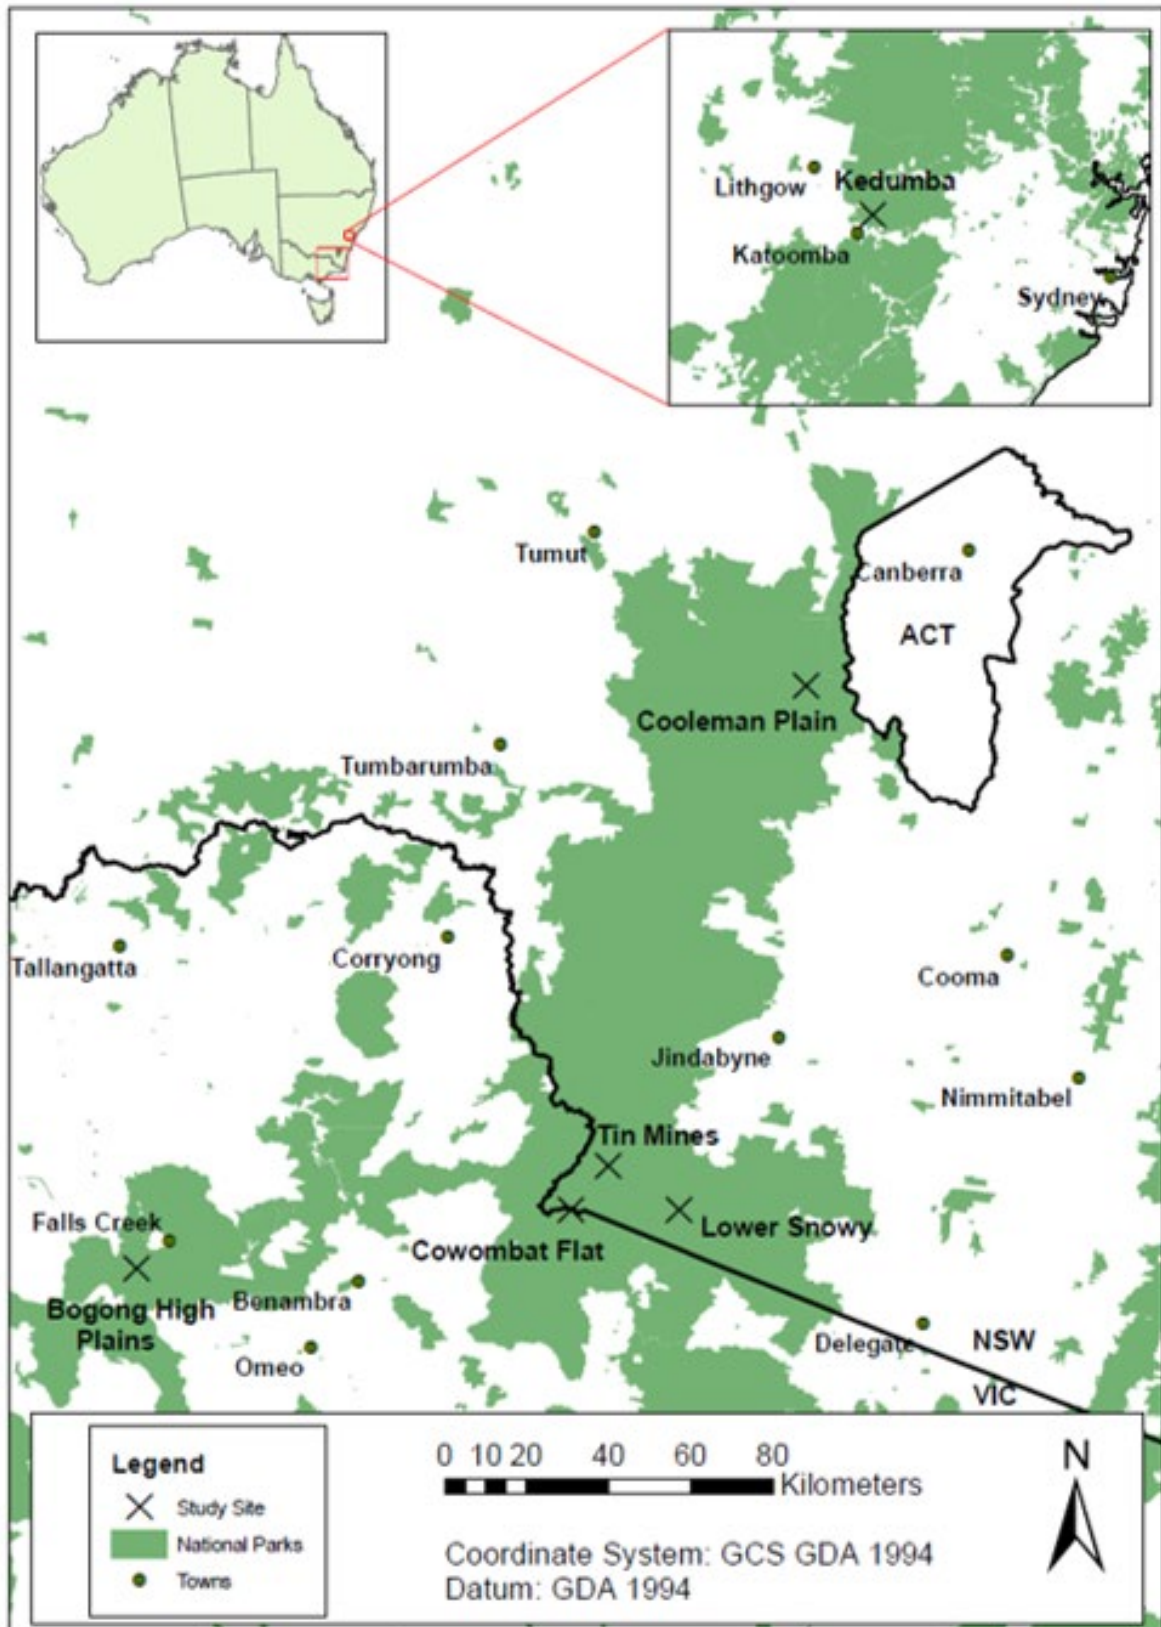 Lithgow
Kedumba
Katoomba
Sydney
Tumut
Canberra
ACT
Cooleman Plain
Tumbarumba
Tallangatta
Corryong
Cooma
Jindabyne
Nimmitabel
Tin Mines
Falls Creek
Lower Snowy
Cowombat Flat
Bogong High
Plains
Benambra
Omeo
Delegate
NSW
VIC
Legend
Study Site
National Parks
Towns
0 10 20 40 60 80
Kilometers
Coordinate System: GCS GDA 1994
Datum: GDA 1994
N